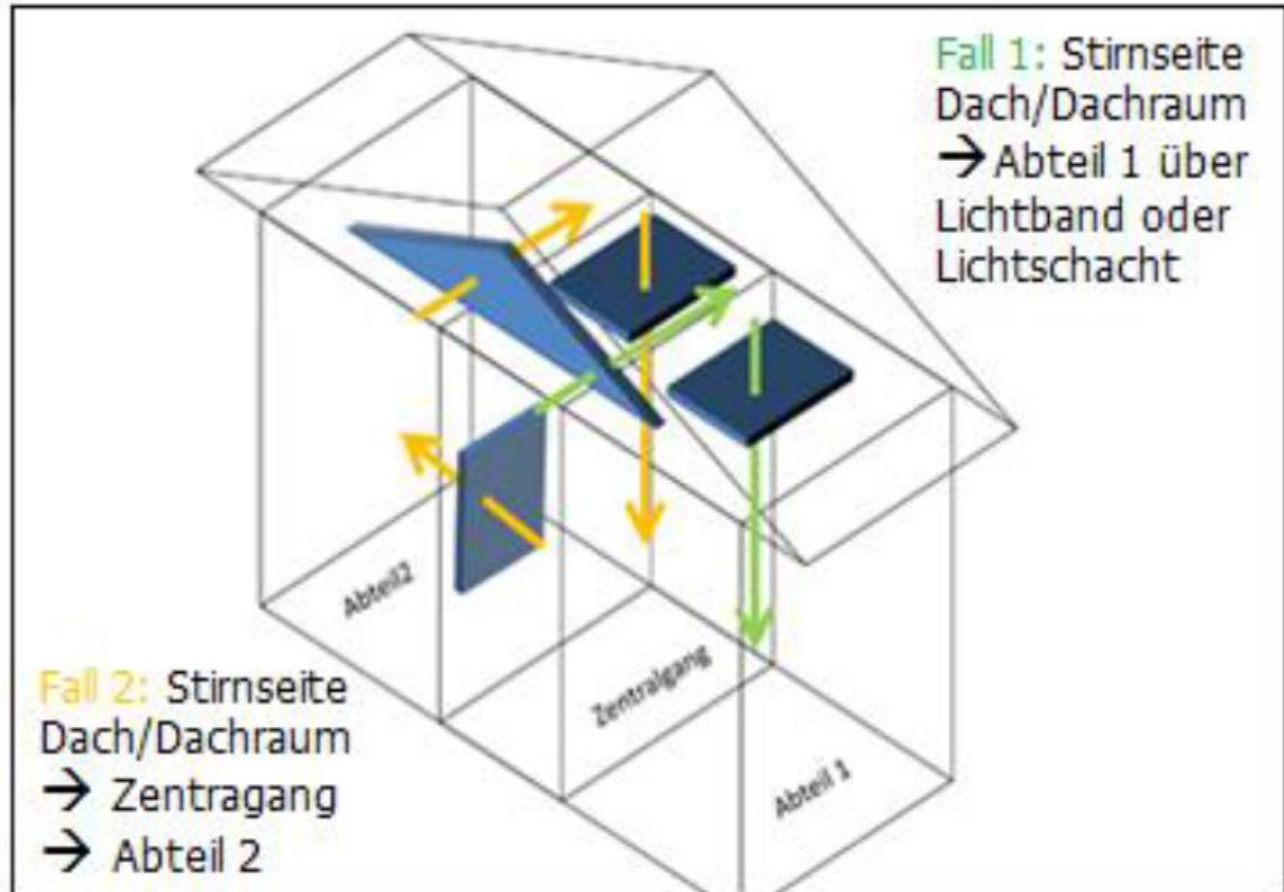 Fall 1: Stirnseite
Dach/Dachraum
→ Abteil 1 über
Lichtband oder
Lichtschacht
Abteil2
Zentralgang
Abteil 1
Fall 2: Stirnseite
Dach/Dachraum
→ Zentragang
→ Abteil 2